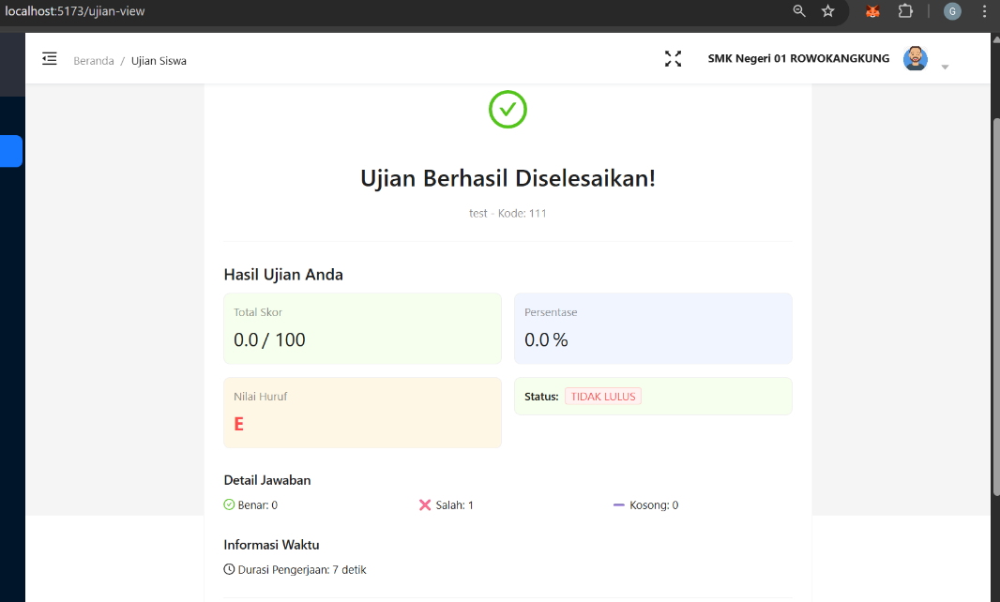 localhost:5173/ujian-view
G
Beranda / Ujian Siswa
SMK Negeri 01 ROWOKANGKUNG
Ujian Berhasil Diselesaikan!
test - Kode: 111
Hasil Ujian Anda
Total Skor
0.0 / 100
Persentase
0.0 %
Nilai Huruf
E
Status: TIDAK LULUS
Detail Jawaban
Benar: 0
Salah: 1
Kosong: 0
Informasi Waktu
Durasi Pengerjaan: 7 detik